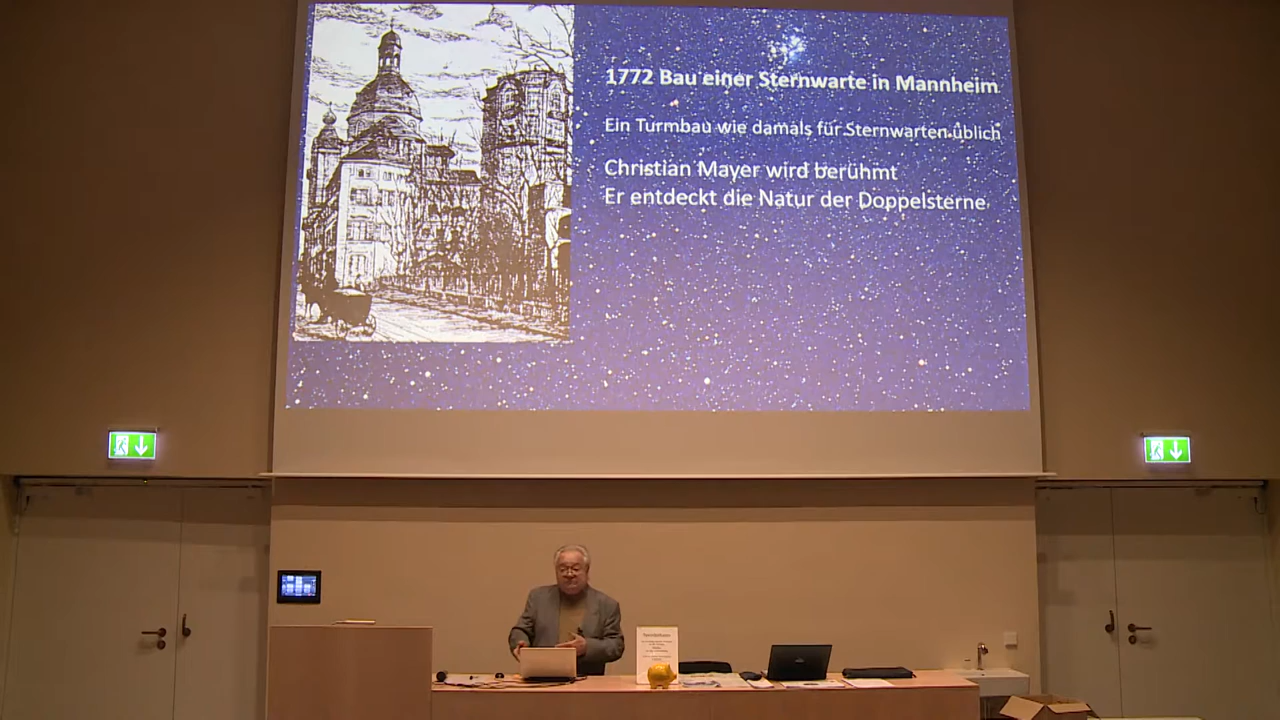 1772 Bau einer Sternwarte in Mannheim
Ein Turmbau wie damals für Sternwarten üblich
Christian Mayer wird berühmt
Er entdeckt die Natur der Doppelsterne